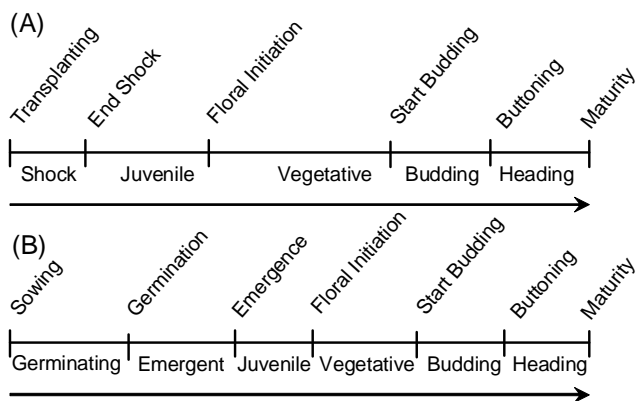 (A)
Transplanting End Shock Floral Initiation Start Budding Buttoning Maturity
Shock Juvenile Vegetative Budding Heading
(B)
Sowing Germination Emergence Floral Initiation Start Budding Buttoning Maturity
Germinating Emergent Juvenile Vegetative Budding Heading